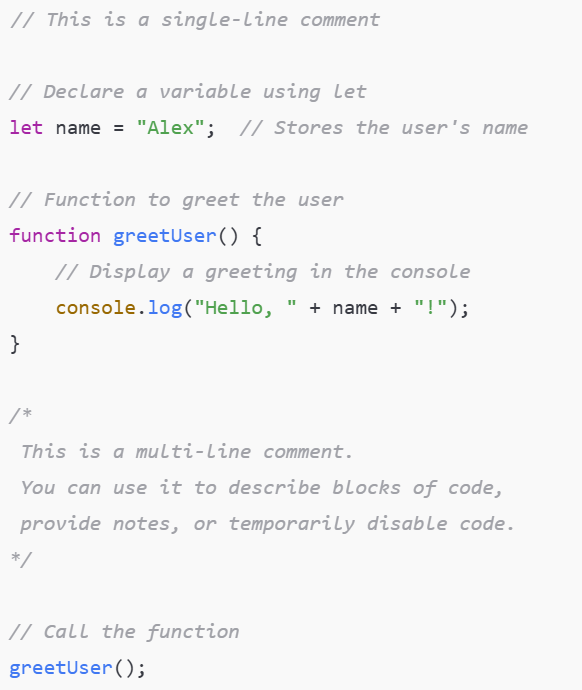 // This is a single-line comment

// Declare a variable using let
let name = "Alex";  // Stores the user's name

// Function to greet the user
function greetUser() {
    // Display a greeting in the console
    console.log("Hello, " + name + "!");
}

/*
 This is a multi-line comment.
 You can use it to describe blocks of code,
 provide notes, or temporarily disable code.
*/

// Call the function
greetUser();